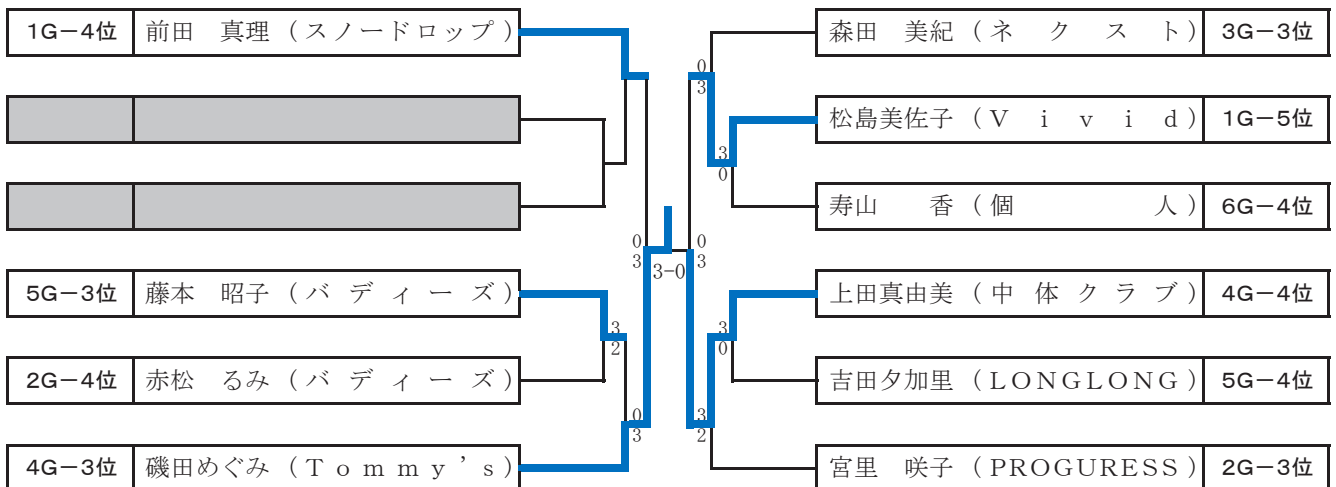 1G－4位 前田　真理（スノードロップ）
森田　美紀（ネクスト） 3G－3位
0
3
松島美佐子（Vivid） 1G－5位
3
0
寿山　香（個人） 6G－4位
0
3
3-0
0
3
5G－3位 藤本　昭子（バディーズ）
上田真由美（中体クラブ） 4G－4位
3
2
3
0
2G－4位 赤松　るみ（バディーズ）
吉田夕加里（LONGLONG） 5G－4位
0
3
3
2
4G－3位 磯田めぐみ（Tommy’s）
宮里　咲子（PROGURESS） 2G－3位